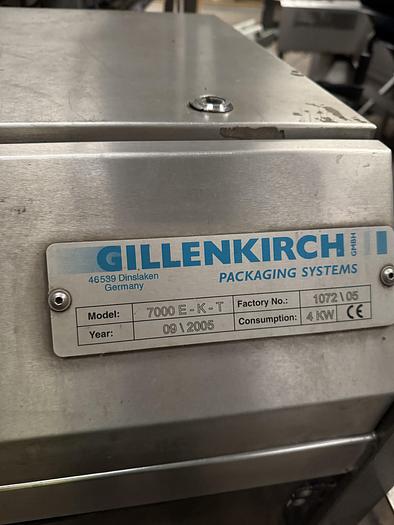 GILLENKIRCH GMBH
46539 Dinslaken
Germany
PACKAGING SYSTEMS
Model: 7000 E - K - T Factory No.: 1072 \ 05
Year: 09 \ 2005 Consumption: 4 KW CE